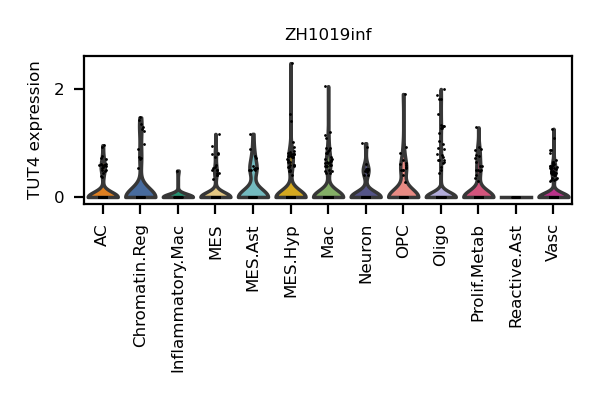 ZH1019inf
TUT4 expression
2
0
AC
Chromatin.Reg
Inflammatory.Mac
MES
MES.Ast
MES.Hyp
Mac
Neuron
OPC
Oligo
Prolif.Metab
Reactive.Ast
Vasc